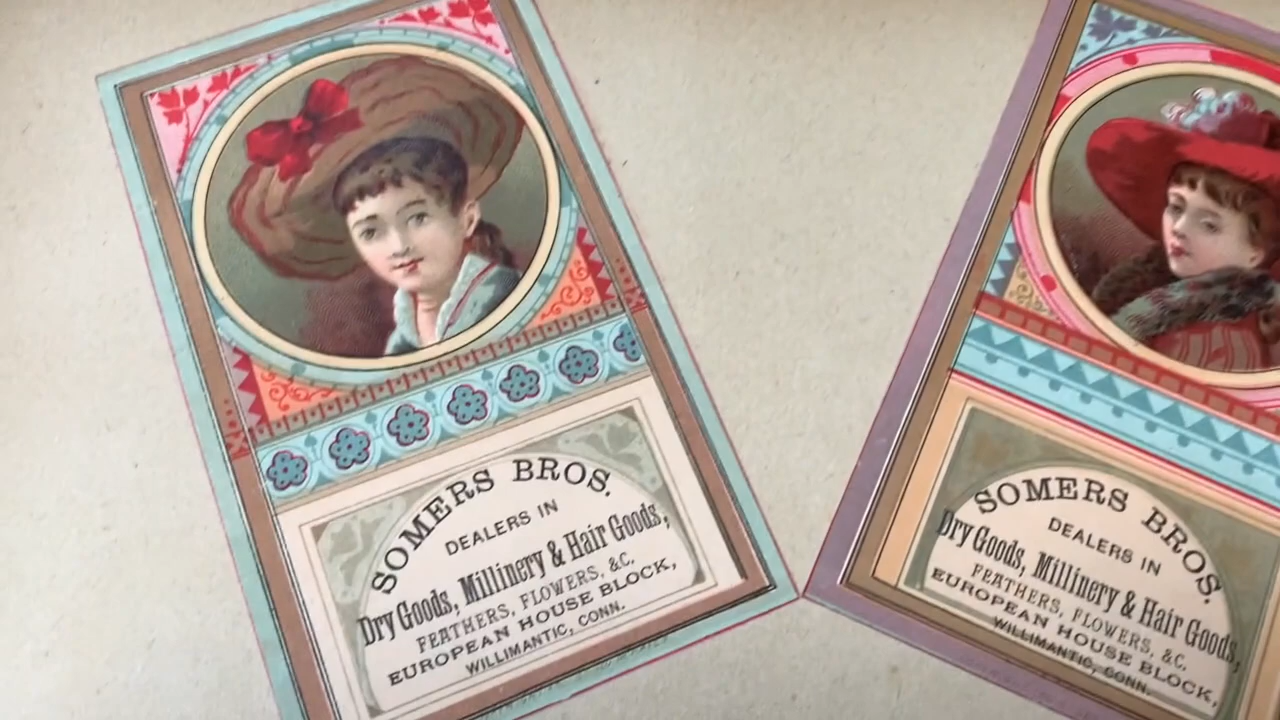 SOMERS BROS.
DEALERS IN
Dry Goods, Millinery & Hair Goods,
FEATHERS, FLOWERS, &C.
EUROPEAN HOUSE BLOCK,
WILLIMANTIC, CONN.
SOMERS BROS.
DEALERS IN
Dry Goods, Millinery & Hair Goods,
FEATHERS, FLOWERS, &C.
EUROPEAN HOUSE BLOCK,
WILLIMANTIC, CONN.